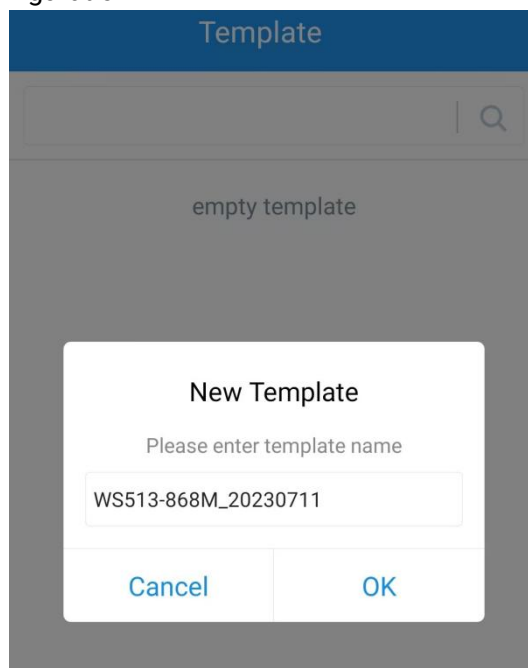 Template
empty template
New Template
Please enter template name
WS513-868M_20230711
Cancel OK